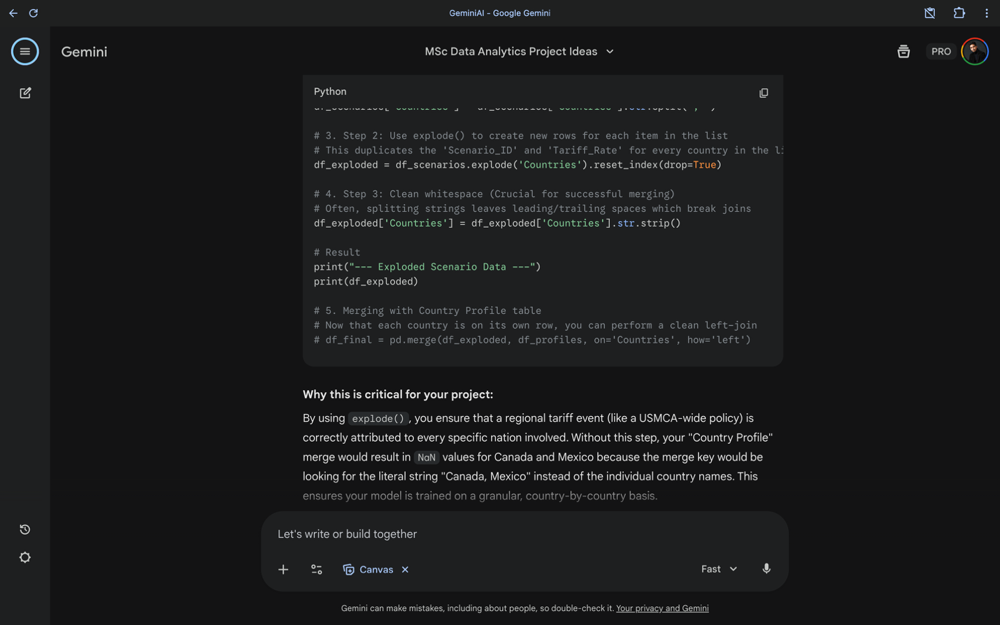 GeminiAI - Google Gemini
Gemini
MSc Data Analytics Project Ideas
PRO
Python
# 3. Step 2: Use explode() to create new rows for each item in the list
# This duplicates the 'Scenario_ID' and 'Tariff_Rate' for every country in the li
df_exploded = df_scenarios.explode('Countries').reset_index(drop=True)
# 4. Step 3: Clean whitespace (Crucial for successful merging)
# Often, splitting strings leaves leading/trailing spaces which break joins
df_exploded['Countries'] = df_exploded['Countries'].str.strip()
# Result
print("--- Exploded Scenario Data ---")
print(df_exploded)
# 5. Merging with Country Profile table
# Now that each country is on its own row, you can perform a clean left-join
# df_final = pd.merge(df_exploded, df_profiles, on='Countries', how='left')
Why this is critical for your project:
By using explode(), you ensure that a regional tariff event (like a USMCA-wide policy) is
correctly attributed to every specific nation involved. Without this step, your "Country Profile"
merge would result in NaN values for Canada and Mexico because the merge key would be
looking for the literal string "Canada, Mexico" instead of the individual country names. This
ensures your model is trained on a granular, country-by-country basis.
Let's write or build together
Canvas
Fast
Gemini can make mistakes, including about people, so double-check it. Your privacy and Gemini